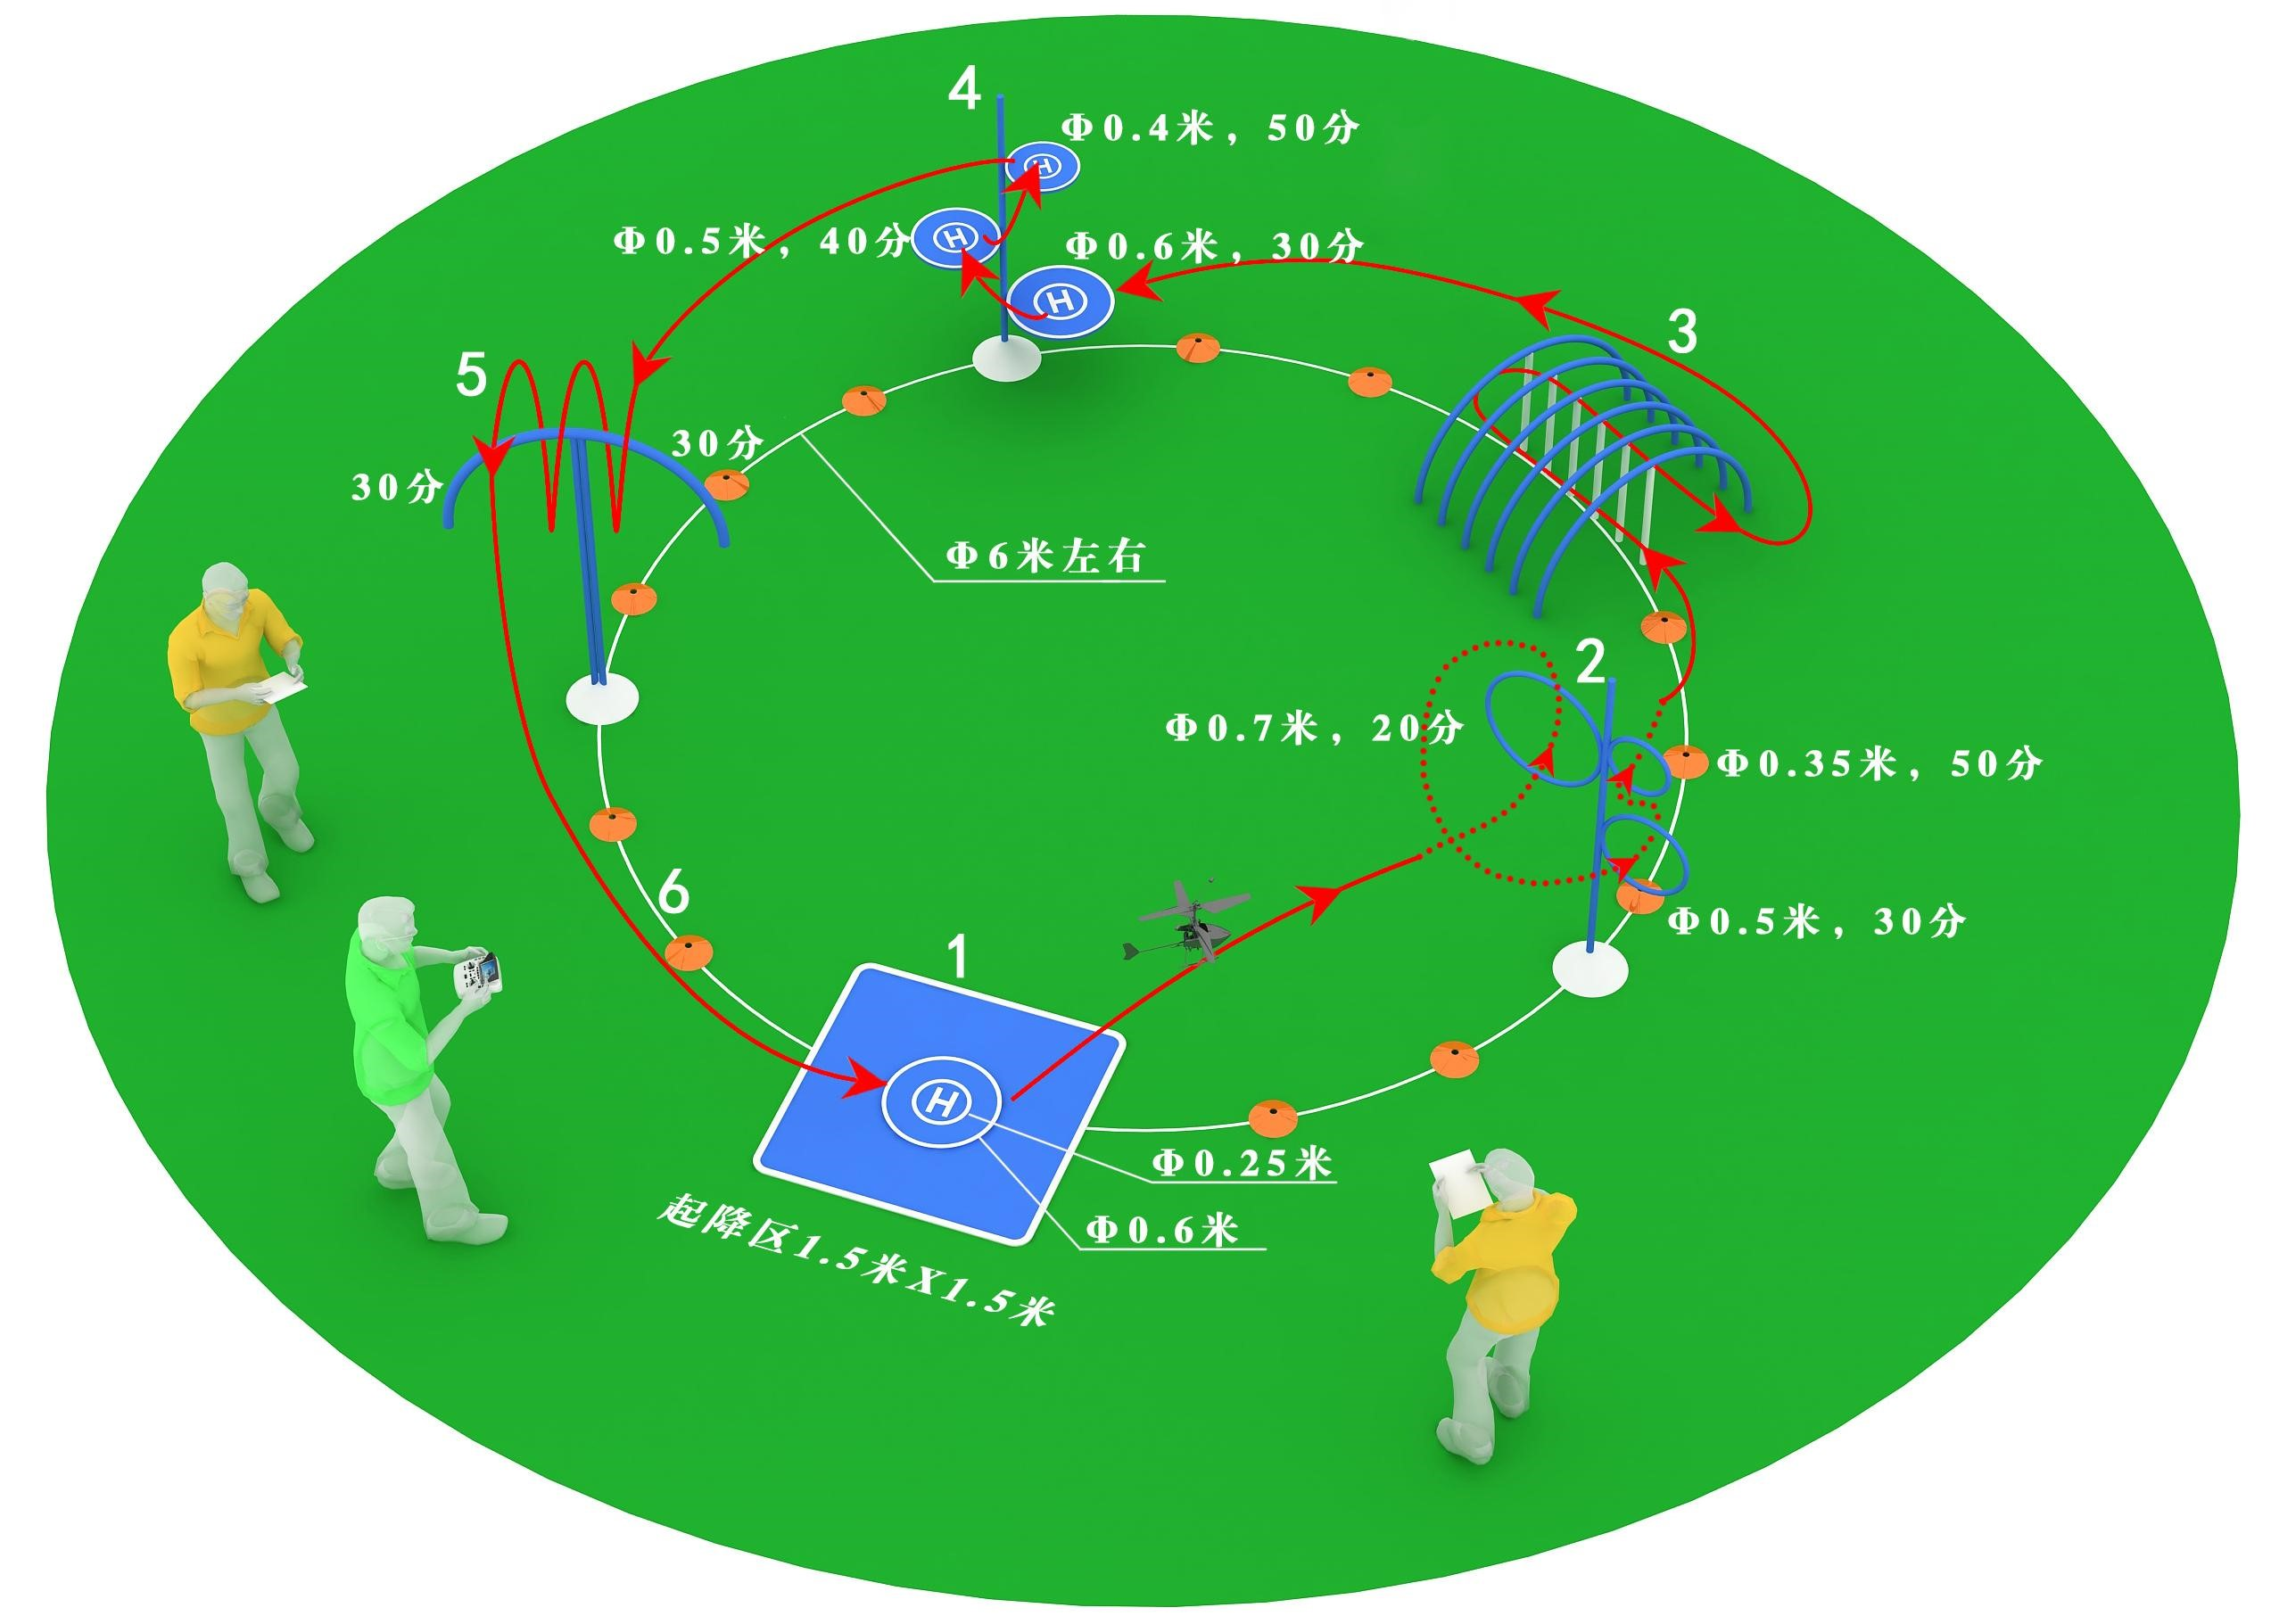 4
Φ0.4米，50分
Φ0.5米，40分
Φ0.6米，30分
H
H
H
3
5
30分
30分
Φ6米左右
2
Φ0.7米，20分
Φ0.35米，50分
Φ0.5米，30分
6
1
H
Φ0.25米
Φ0.6米
起降区1.5米X1.5米